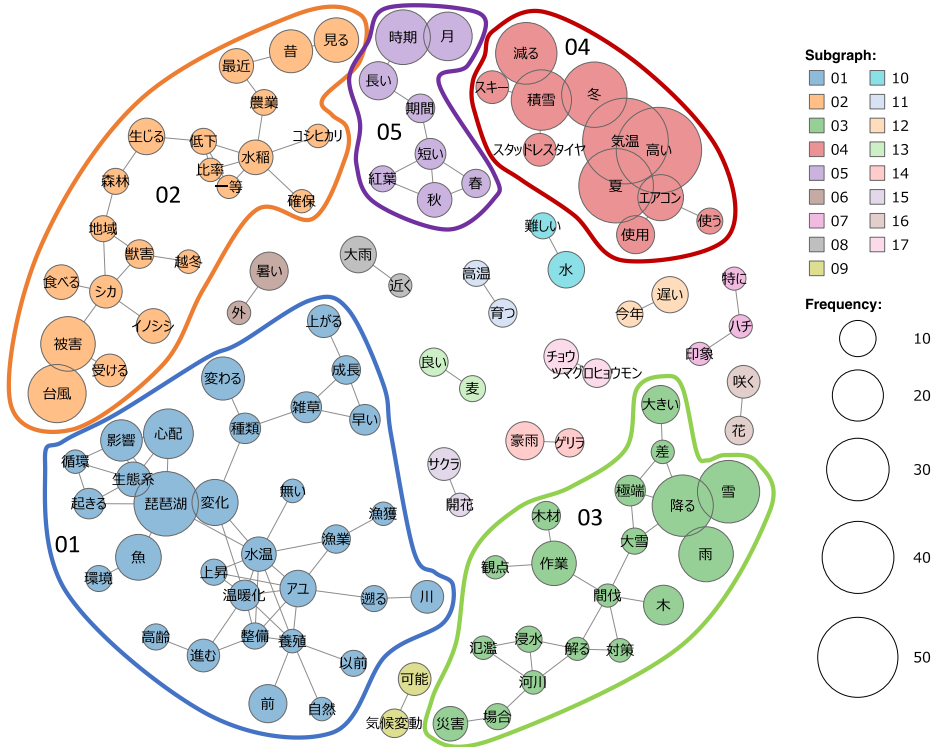 見る
昔
最近
農業
生じる
低下
コシヒカリ
水稲
比率
一等
森林
確保
02
地域
獣害
越冬
食べる
シカ
イノシシ
被害
受ける
台風
時期
月
長い
期間
05
短い
紅葉
春
秋
04
減る
スキー
積雪
冬
スタッドレスタイヤ
気温
高い
夏
エアコン
使用
使う
難しい
水
暑い
外
大雨
近く
高温
育つ
遅い
今年
特に
ハチ
印象
良い
麦
チョウ
ツマグロヒョウモン
咲く
花
豪雨
ゲリラ
サクラ
開花
可能
気候変動
01
上がる
成長
変わる
雑草
早い
種類
影響
心配
循環
生態系
起きる
琵琶湖
変化
無い
漁獲
魚
水温
漁業
環境
上昇
温暖化
アユ
遡る
川
高齢
進む
整備
養殖
以前
前
自然
03
大きい
差
極端
降る
雪
木材
大雪
雨
観点
作業
間伐
木
氾濫
浸水
解る
対策
河川
災害
場合
Subgraph:
01
02
03
04
05
06
07
08
09
10
11
12
13
14
15
16
17
Frequency:
10
20
30
40
50